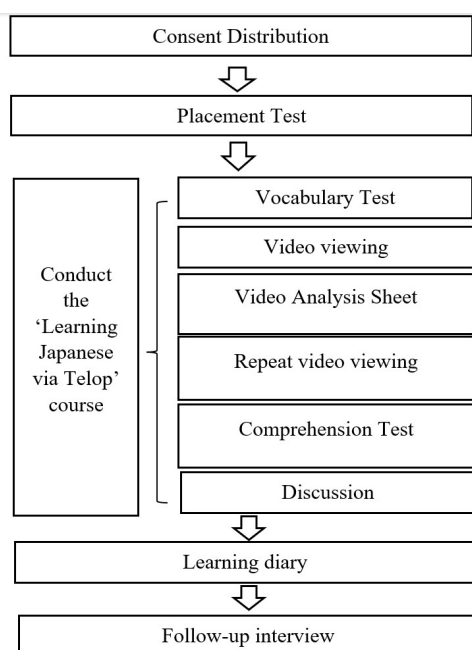 Consent Distribution
Placement Test
Conduct
the
‘Learning
Japanese
via Telop’
course
Vocabulary Test
Video viewing
Video Analysis Sheet
Repeat video viewing
Comprehension Test
Discussion
Learning diary
Follow-up interview